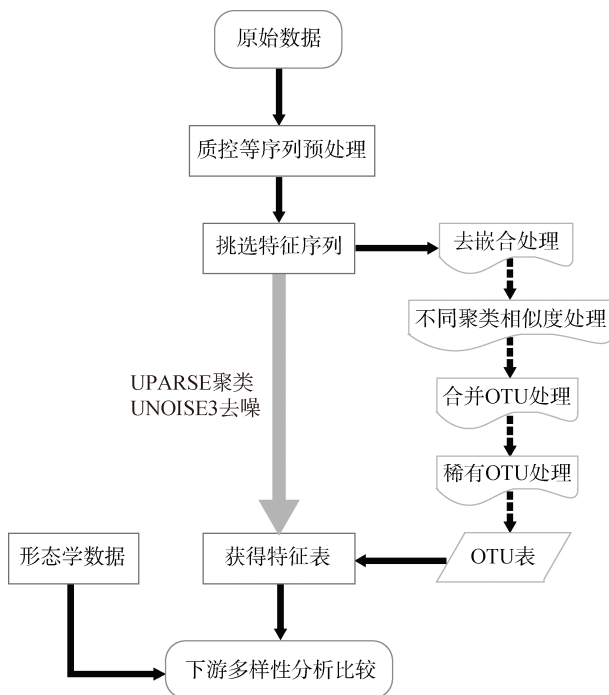 原始数据
质控等序列预处理
挑选特征序列
去嵌合处理
不同聚类相似度处理
UPARSE聚类
UNOISE3去噪
合并OTU处理
稀有OTU处理
形态学数据
获得特征表
OTU表
下游多样性分析比较